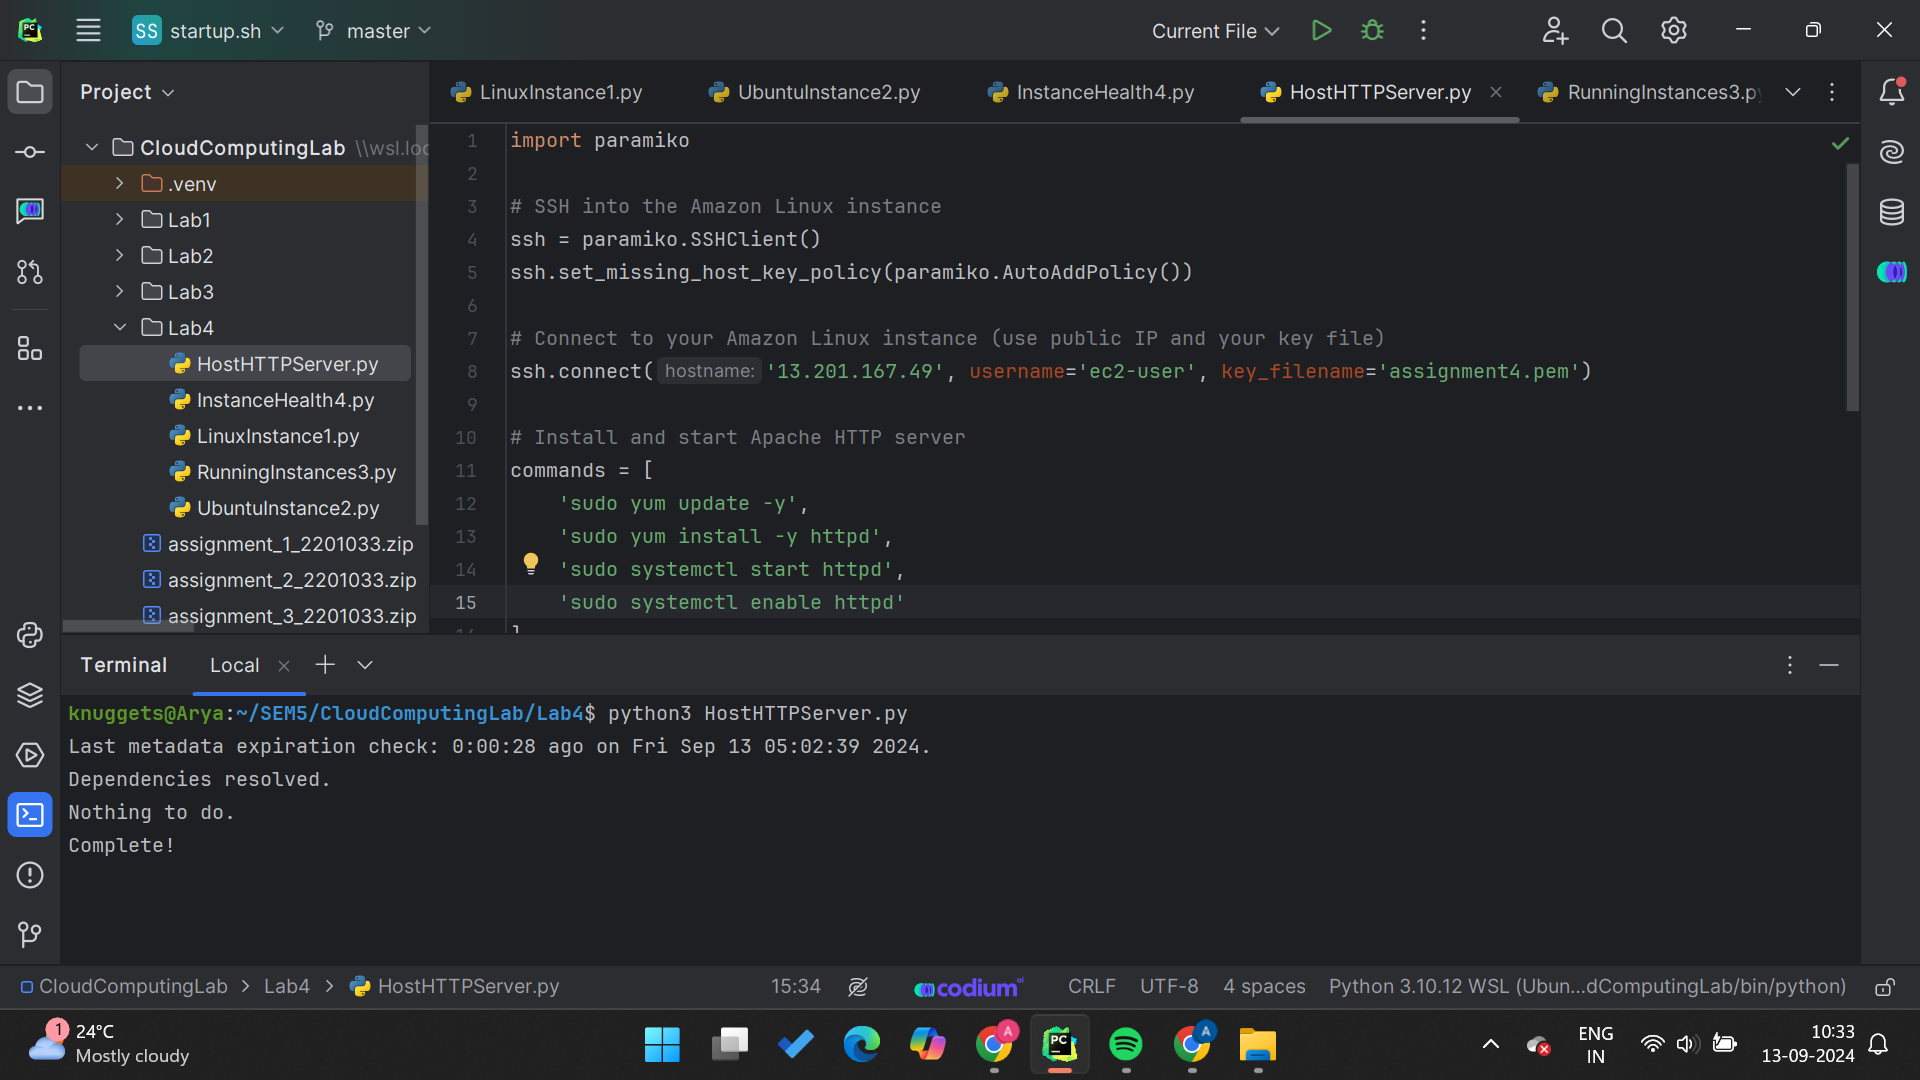 SS startup.sh master Current File
Project
CloudComputingLab \\wsl.loc
.venv
Lab1
Lab2
Lab3
Lab4
HostHTTPServer.py
InstanceHealth4.py
LinuxInstance1.py
RunningInstances3.py
UbuntuInstance2.py
assignment_1_2201033.zip
assignment_2_2201033.zip
assignment_3_2201033.zip
LinuxInstance1.py UbuntuInstance2.py InstanceHealth4.py HostHTTPServer.py RunningInstances3.py
1 import paramiko
2
3 # SSH into the Amazon Linux instance
4 ssh = paramiko.SSHClient()
5 ssh.set_missing_host_key_policy(paramiko.AutoAddPolicy())
6
7 # Connect to your Amazon Linux instance (use public IP and your key file)
8 ssh.connect( hostname: '13.201.167.49', username='ec2-user', key_filename='assignment4.pem')
9
10 # Install and start Apache HTTP server
11 commands = [
12 'sudo yum update -y',
13 'sudo yum install -y httpd',
14 'sudo systemctl start httpd',
15 'sudo systemctl enable httpd'
Terminal Local
knuggets@Arya:~/SEM5/CloudComputingLab/Lab4$ python3 HostHTTPServer.py
Last metadata expiration check: 0:00:28 ago on Fri Sep 13 05:02:39 2024.
Dependencies resolved.
Nothing to do.
Complete!
CloudComputingLab > Lab4 > HostHTTPServer.py 15:34 codium ai CRLF UTF-8 4 spaces Python 3.10.12 WSL (Ubun...dComputingLab/bin/python)
1 24°C
Mostly cloudy
PC
A
A
ENG
IN
10:33
13-09-2024